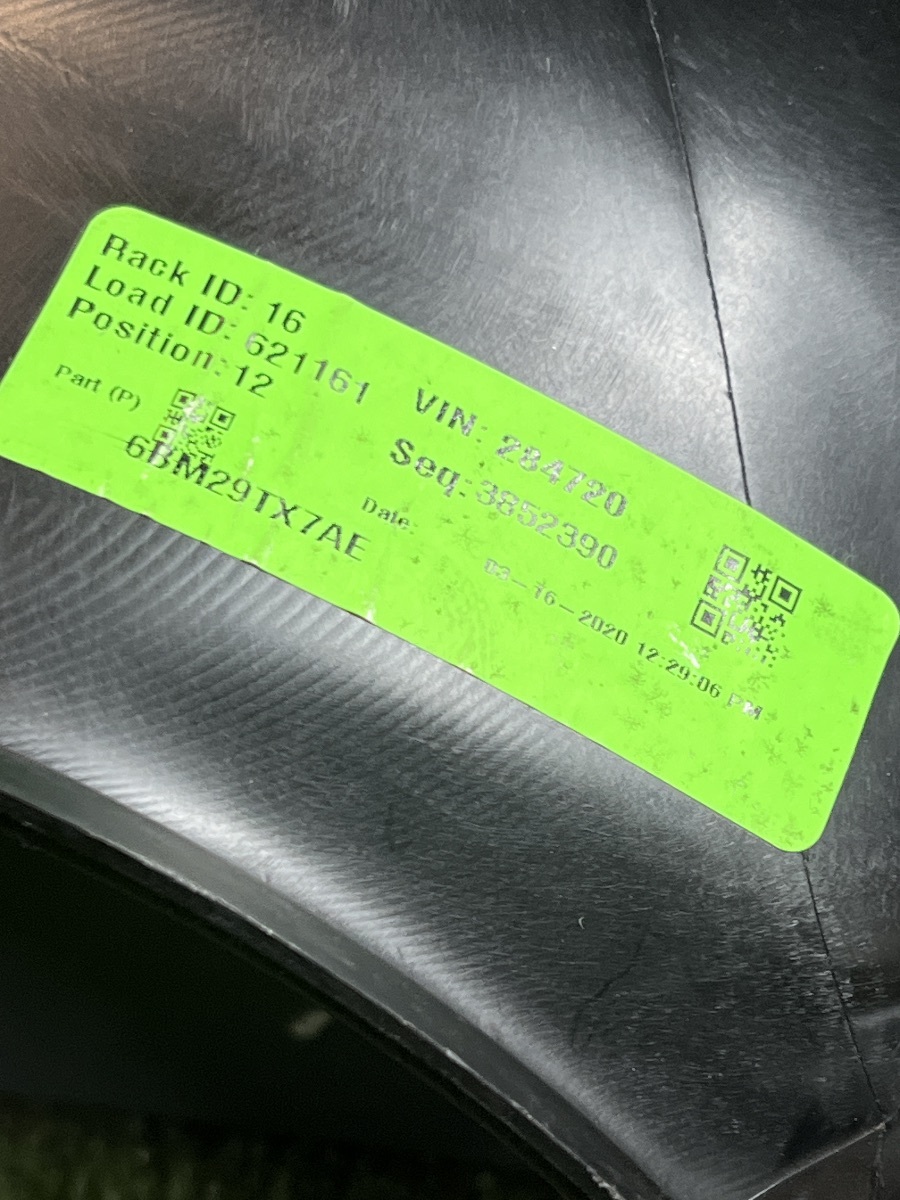 Rack ID: 16
Load ID: 621161
Position: 12
VIN: 284720
Seq: 3852390
Part (P)
6BM29TX7AE
Date:
03-16-2020 12:29:06 PM